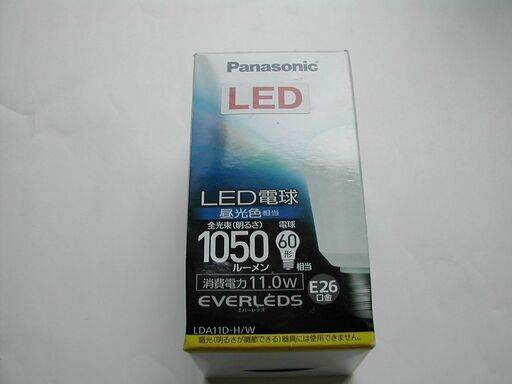 Panasonic
LED
LED電球
昼光色相当
全光束(明るさ) 電球
1050 60形
ルーメン 相当
消費電力11.0W
E26
口金
EVERLEDS
エバーレッズ
LDA11D-H/W
調光(明るさが調節できる)器具には使用できません。